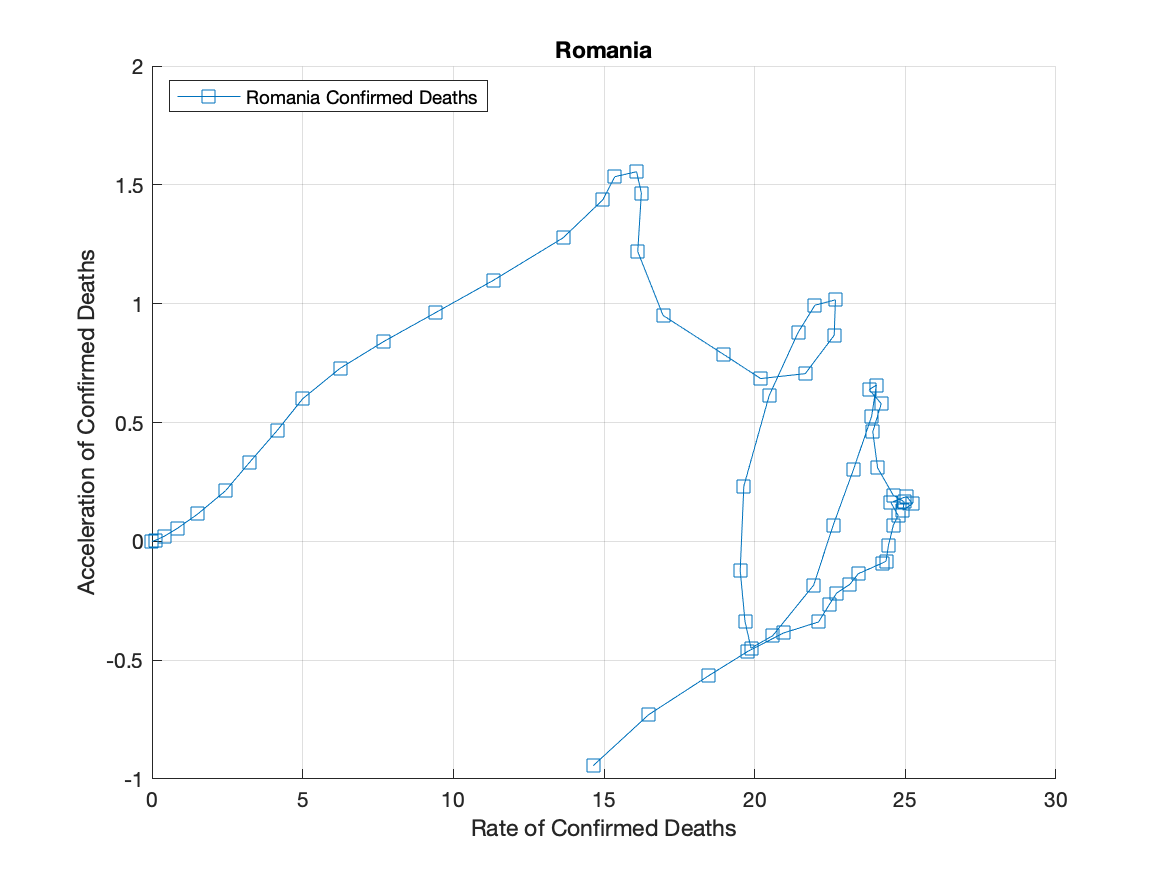 Romania
Romania Confirmed Deaths
2
1.5
1
0.5
0
-0.5
-1
Acceleration of Confirmed Deaths
0 5 10 15 20 25 30
Rate of Confirmed Deaths